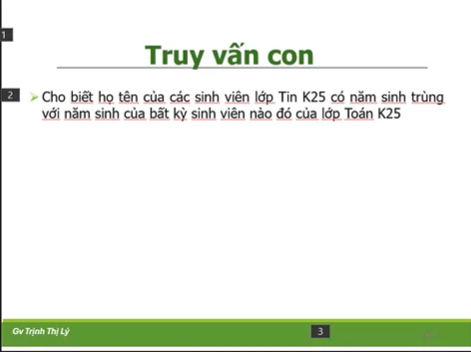 1
Truy vấn con
2
➢ Cho biết họ tên của các sinh viên lớp Tin K25 có năm sinh trùng
với năm sinh của bất kỳ sinh viên nào đó của lớp Toán K25
Gv Trịnh Thị Lý
3